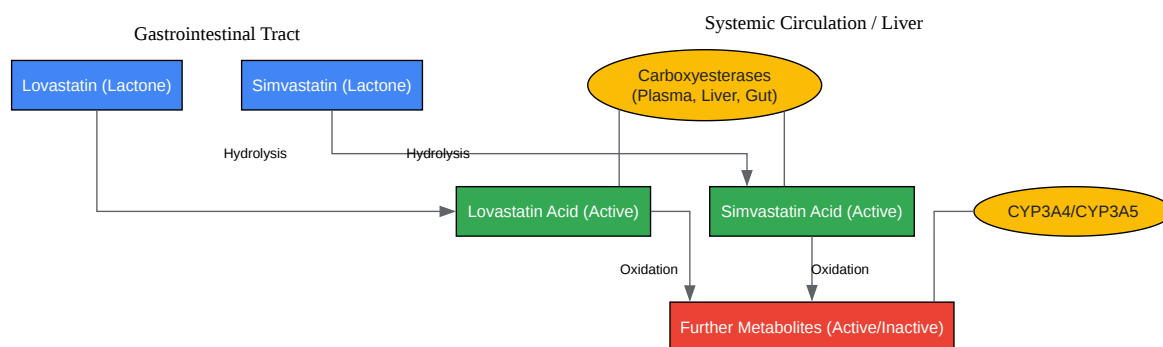 Gastrointestinal Tract
Systemic Circulation / Liver
Lovastatin (Lactone)
Simvastatin (Lactone)
Carboxyesterases
(Plasma, Liver, Gut)
Hydrolysis
Hydrolysis
Lovastatin Acid (Active)
Simvastatin Acid (Active)
CYP3A4/CYP3A5
Oxidation
Oxidation
Further Metabolites (Active/Inactive)